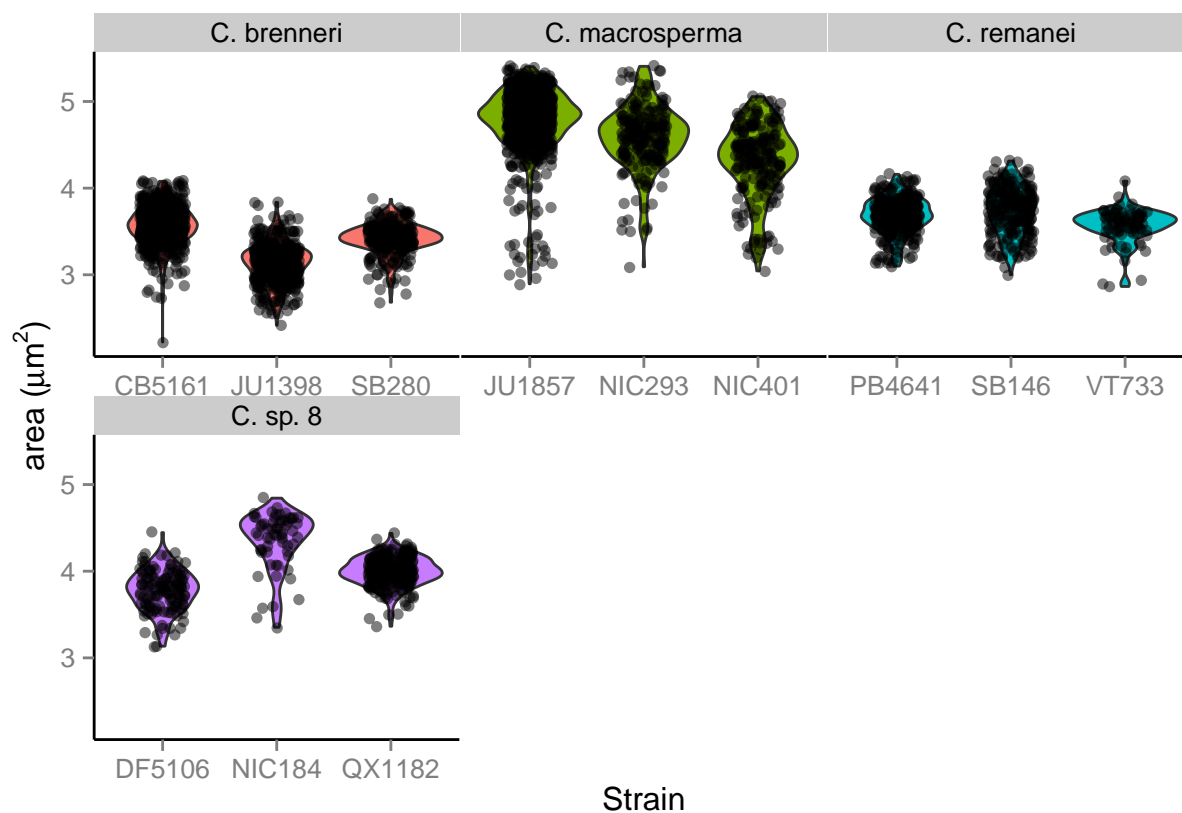 C. brenneri C. macrosperma C. remanei
5
4
3
CB5161 JU1398 SB280 JU1857 NIC293 NIC401 PB4641 SB146 VT733
area (μm²)
C. sp. 8
5
4
3
DF5106 NIC184 QX1182
Strain